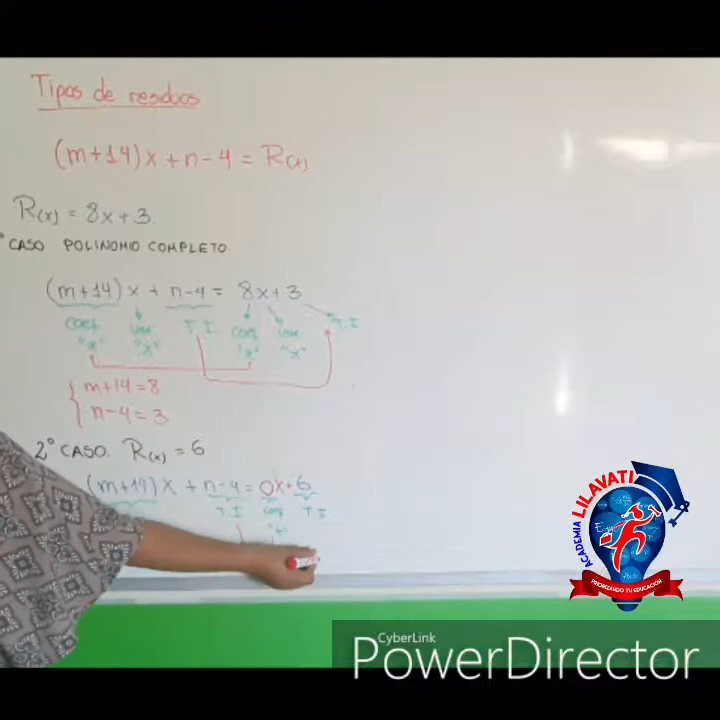 Tipos de residuos
(m+14)x+n-4=R(x)
R(x)=8x+3.
° CASO POLINOMIO COMPLETO
(m+14)x + n-4 = 8x+3
coef "x" var "x" T.I coef "x" var "x" T.I
m+14=8
n-4=3
2° CASO. R(x)=6
(m+14)x + n-4 = 0x+6
T.I coef "x" T.I
ACADEMIA LILAVATI
PRIORIZANDO TU EDUCACIÓN
CyberLink
PowerDirector